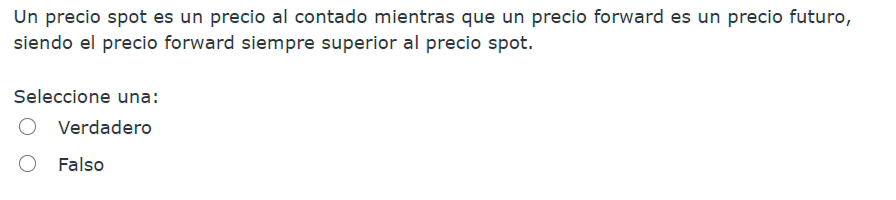 Un precio spot es un precio al contado mientras que un precio forward es un precio futuro,
siendo el precio forward siempre superior al precio spot.
Seleccione una:
Verdadero
Falso